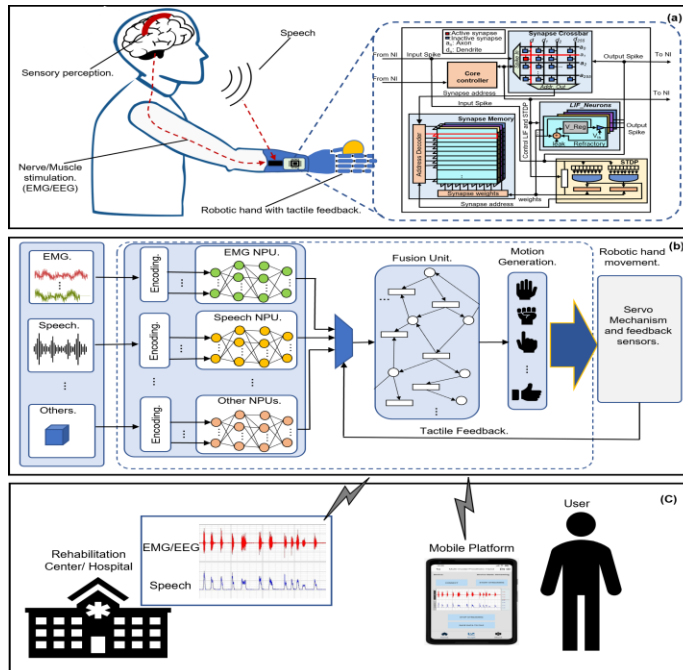 (a)
Speech
Sensory perception.
Nerve/Muscle
stimulation.
(EMG/EEG)
Robotic hand with tactile feedback.
Active synapse
Inactive synapse
Axon
Dendrite
Synapse Crossbar
From NI
Input Spike
Output Spike
To NI
From NI
Core
controller
Synapse address
To NI
Input Spike
Control LIF and STDP
LIF_Neurons
V_Reg
Refractory
Output
Spike
Synapse Memory
Address Decoder
Synapse weights
weights
Synapse address
STDP
(b)
EMG.
Speech.
Others.
Encoding.
Encoding.
Encoding.
EMG NPU.
Speech NPU.
Other NPUs.
Fusion Unit.
Motion
Generation.
Robotic hand
movement.
Servo
Mechanism
and feedback
sensors.
Tactile Feedback.
(C)
Rehabilitation
Center/ Hospital
EMG/EEG
Speech
Mobile Platform
User